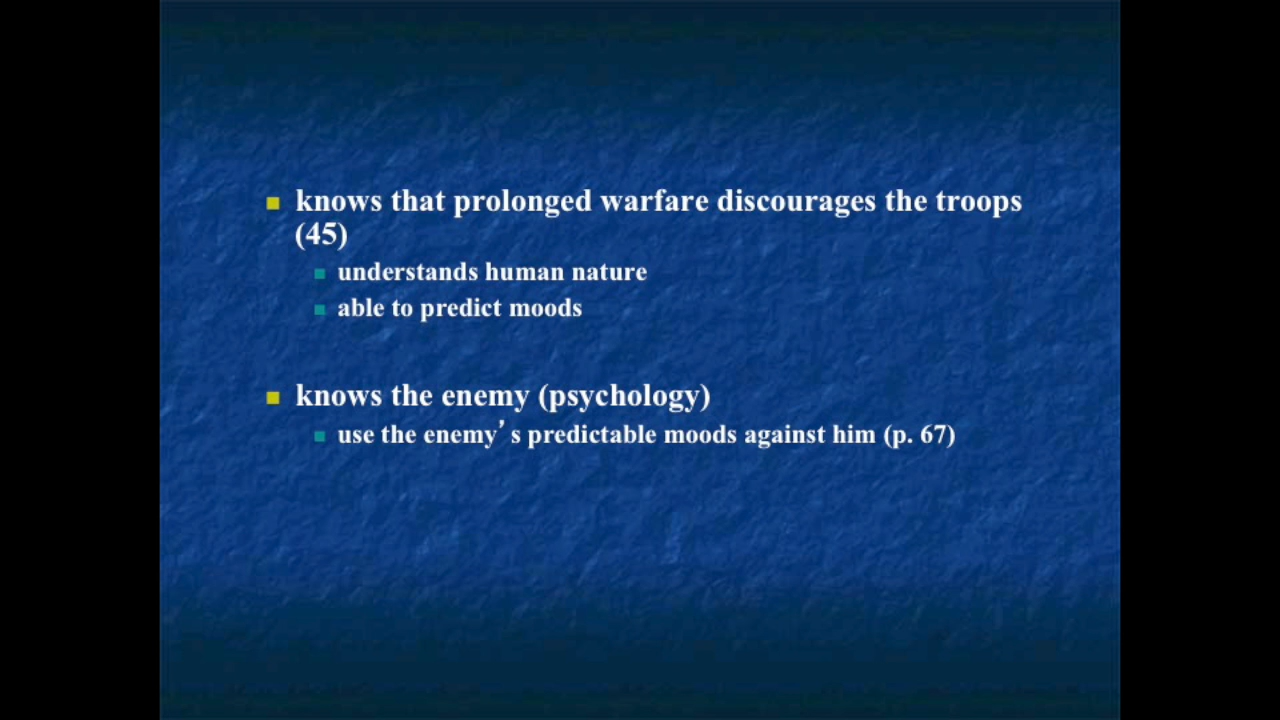 knows that prolonged warfare discourages the troops
(45)
understands human nature
able to predict moods
knows the enemy (psychology)
use the enemy’s predictable moods against him (p. 67)